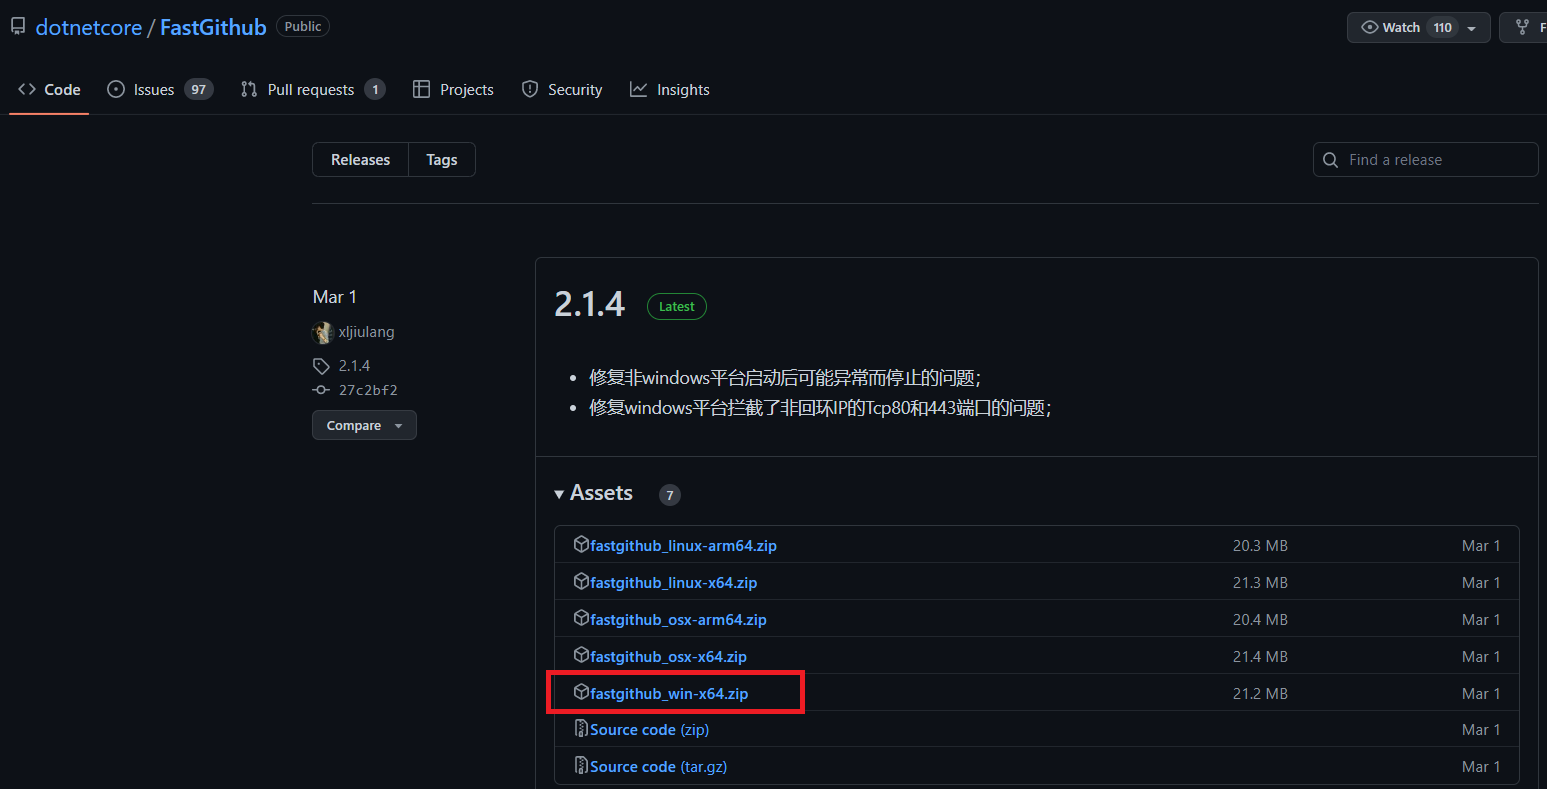 dotnetcore / FastGithub Public
Watch 110
Code Issues 97 Pull requests 1 Projects Security Insights
Releases Tags
Find a release
Mar 1
xljiulang
2.1.4
27c2bf2
Compare
2.1.4 Latest
修复非windows平台启动后可能异常而停止的问题；
修复windows平台拦截了非回环IP的Tcp80和443端口的问题；
Assets 7
fastgithub_linux-arm64.zip 20.3 MB Mar 1
fastgithub_linux-x64.zip 21.3 MB Mar 1
fastgithub_osx-arm64.zip 20.4 MB Mar 1
fastgithub_osx-x64.zip 21.4 MB Mar 1
fastgithub_win-x64.zip 21.2 MB Mar 1
Source code (zip) Mar 1
Source code (tar.gz) Mar 1